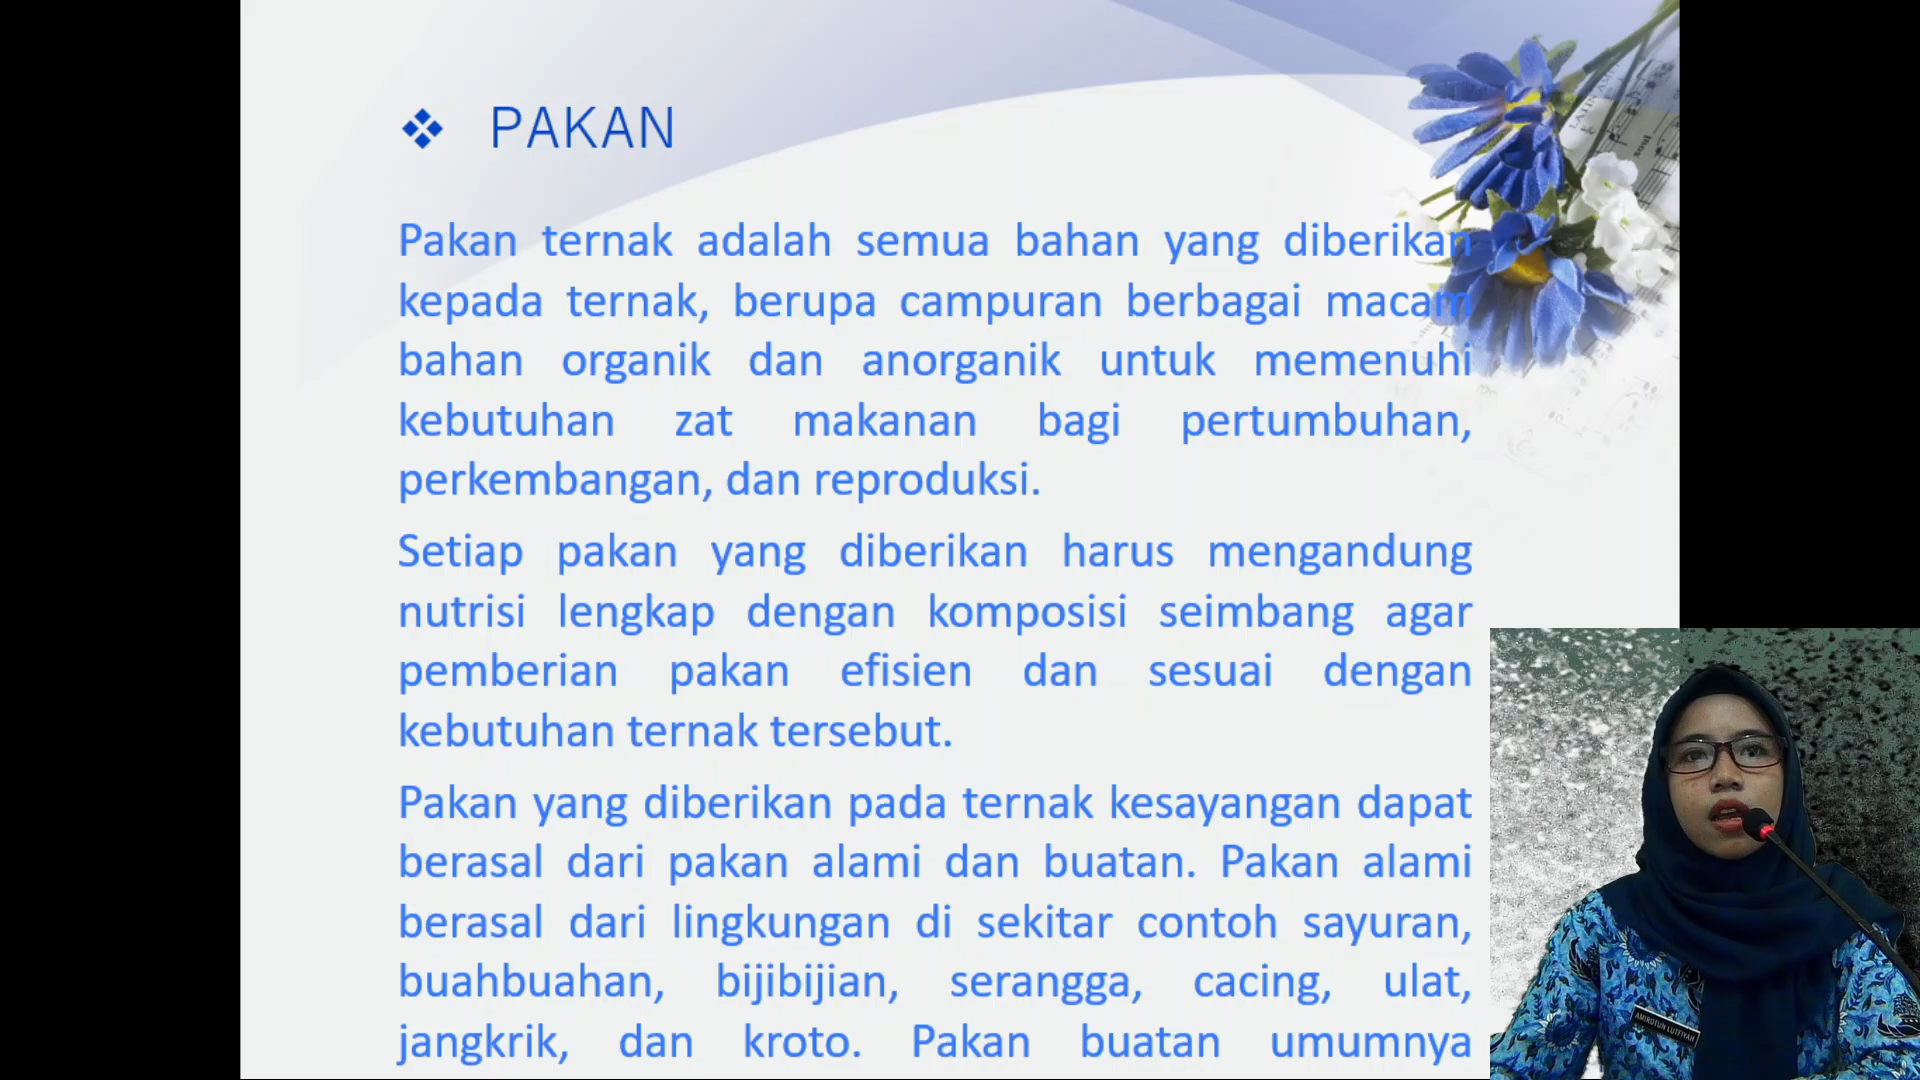 PAKAN
Pakan ternak adalah semua bahan yang diberikan
kepada ternak, berupa campuran berbagai macam
bahan organik dan anorganik untuk memenuhi
kebutuhan zat makanan bagi pertumbuhan,
perkembangan, dan reproduksi.
Setiap pakan yang diberikan harus mengandung
nutrisi lengkap dengan komposisi seimbang agar
pemberian pakan efisien dan sesuai dengan
kebutuhan ternak tersebut.
Pakan yang diberikan pada ternak kesayangan dapat
berasal dari pakan alami dan buatan. Pakan alami
berasal dari lingkungan di sekitar contoh sayuran,
buahbuahan, bijibijian, serangga, cacing, ulat,
jangkrik, dan kroto. Pakan buatan umumnya
AMIROTUN LUTFIYAH